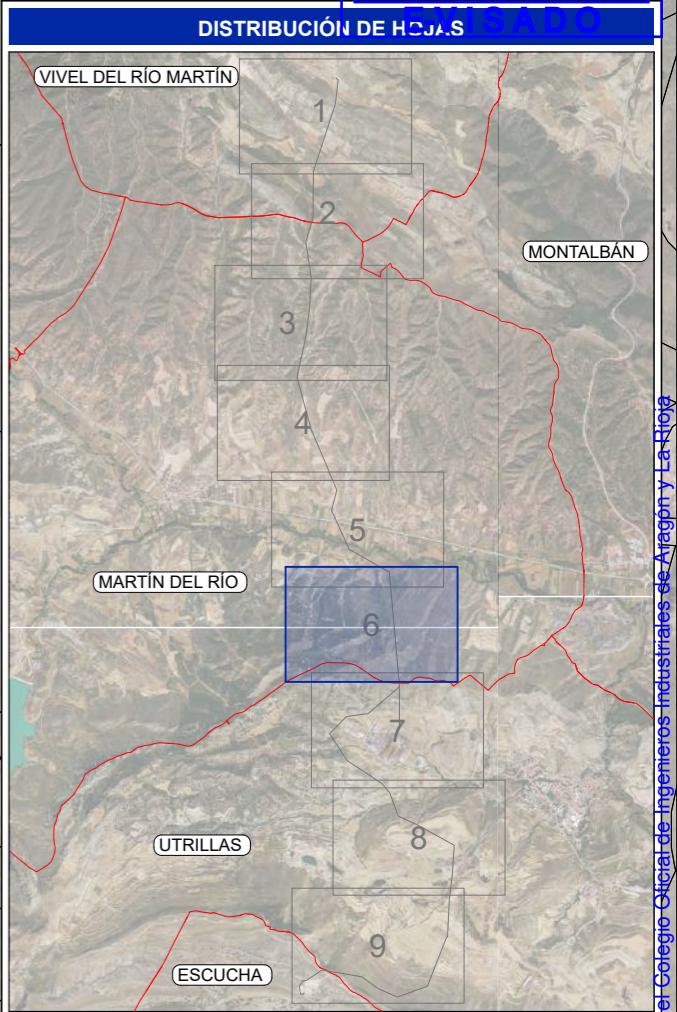 E-VISADO
DISTRIBUCIÓN DE HOJAS
VIVEL DEL RÍO MARTÍN
1
2
MONTALBÁN
3
4
5
MARTÍN DEL RÍO
6
7
UTRILLAS
8
9
ESCUCHA
el Colegio Oficial de Ingenieros Industriales de Aragón y La Rioja